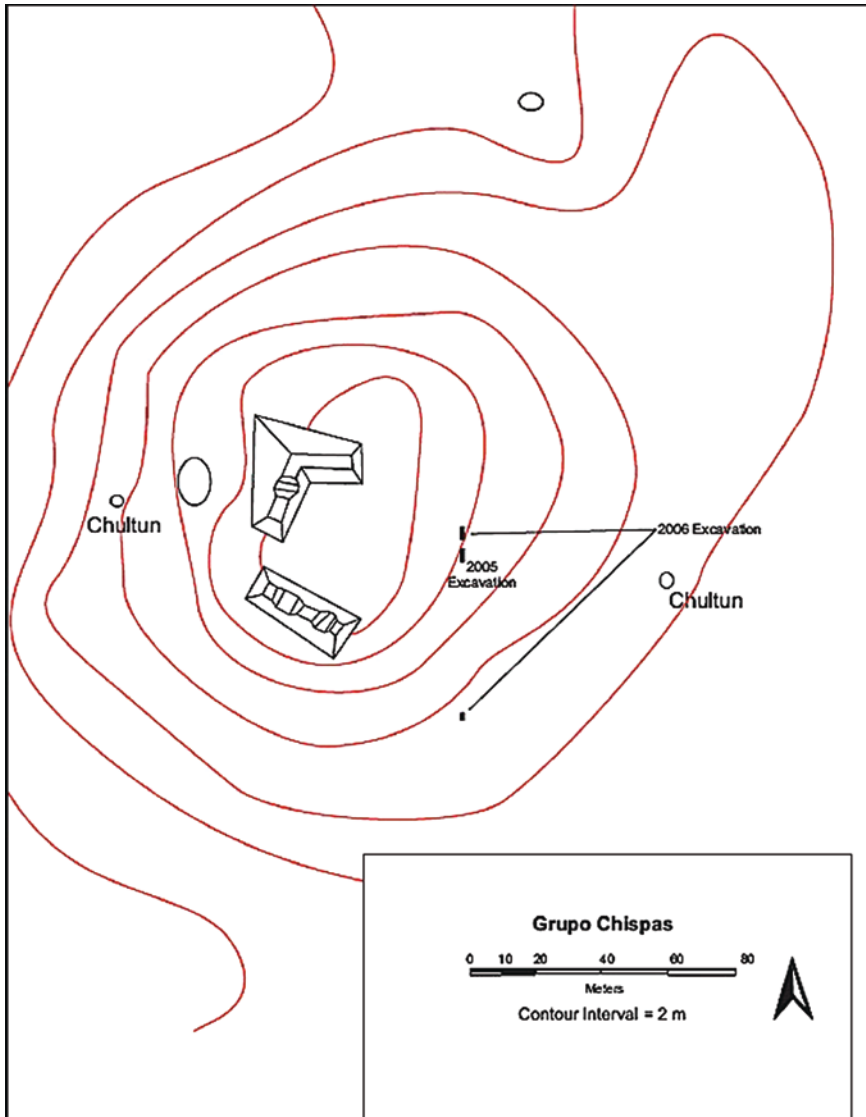 Chultun
2006 Excavation
2005
Excavation
Chultun
Grupo Chispas
0 10 20 40 60 80
Meters
Contour Interval = 2 m